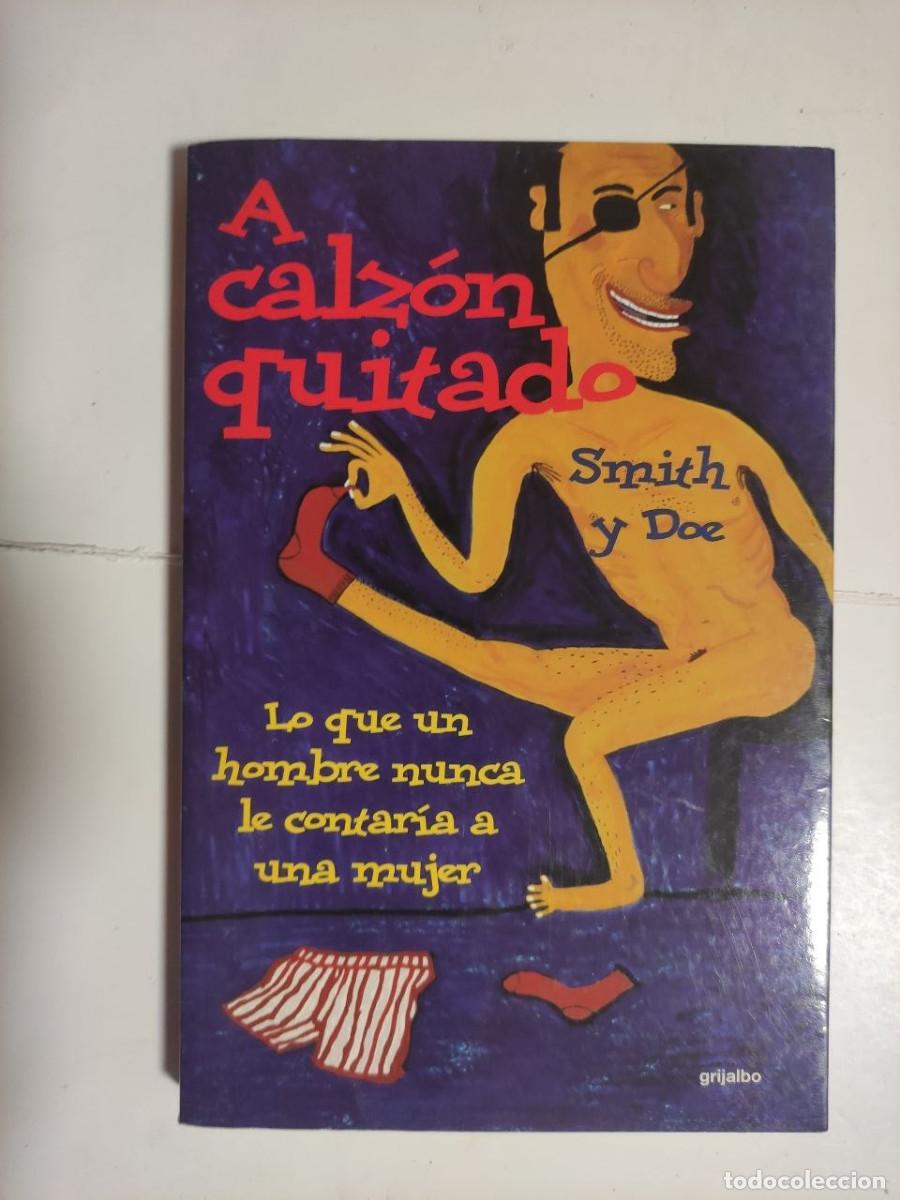 A
calzón
quitado
Smith
y Doe
Lo que un
hombre nunca
le contaría a
una mujer
grijalbo
todocoleccion